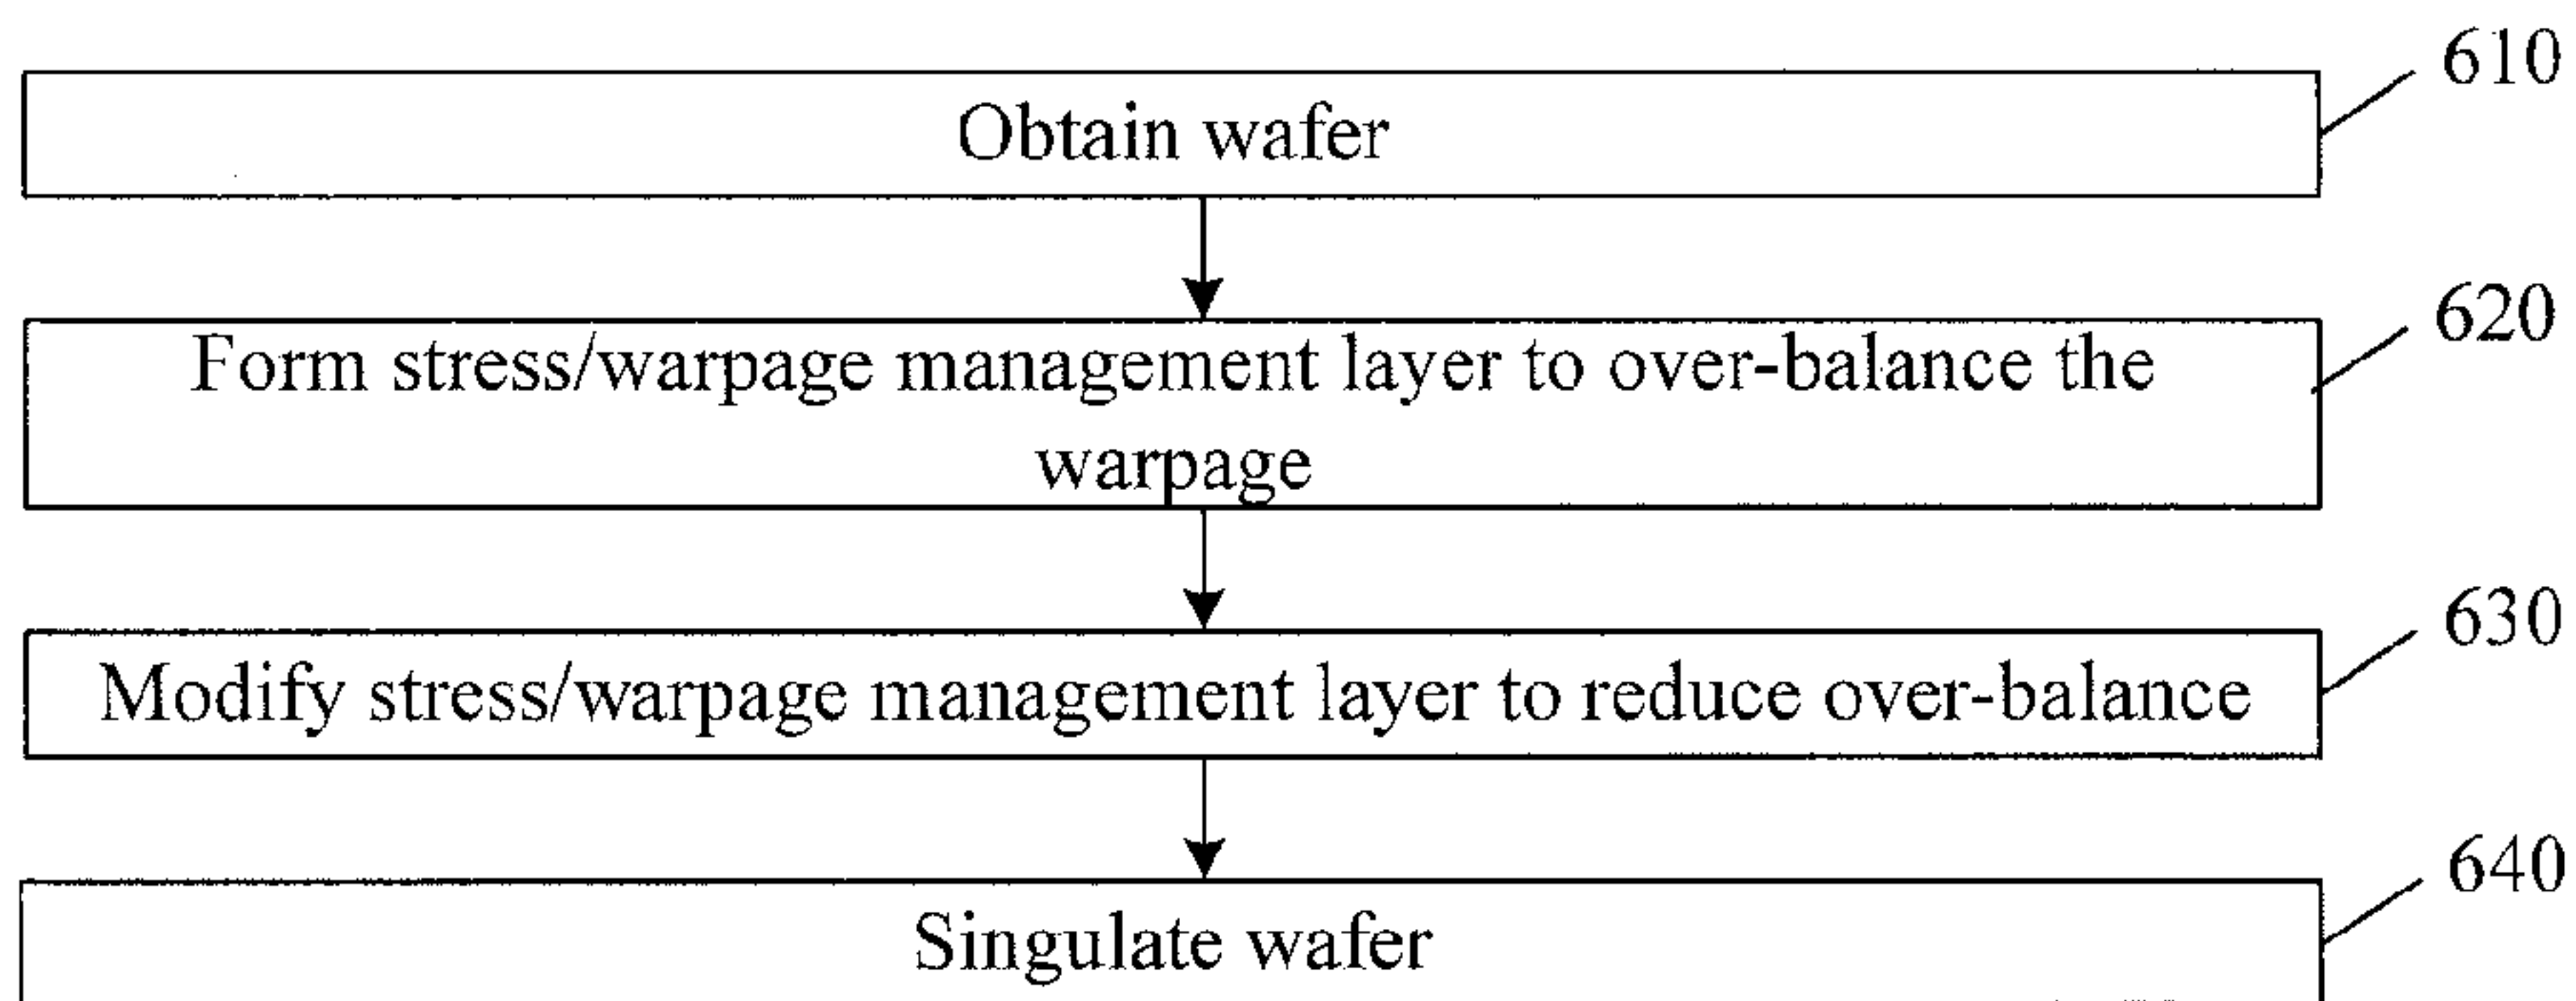 610
Obtain wafer
620
Form stress/warpage management layer to over-balance the
warpage
630
Modify stress/warpage management layer to reduce over-balance
640
Singulate wafer